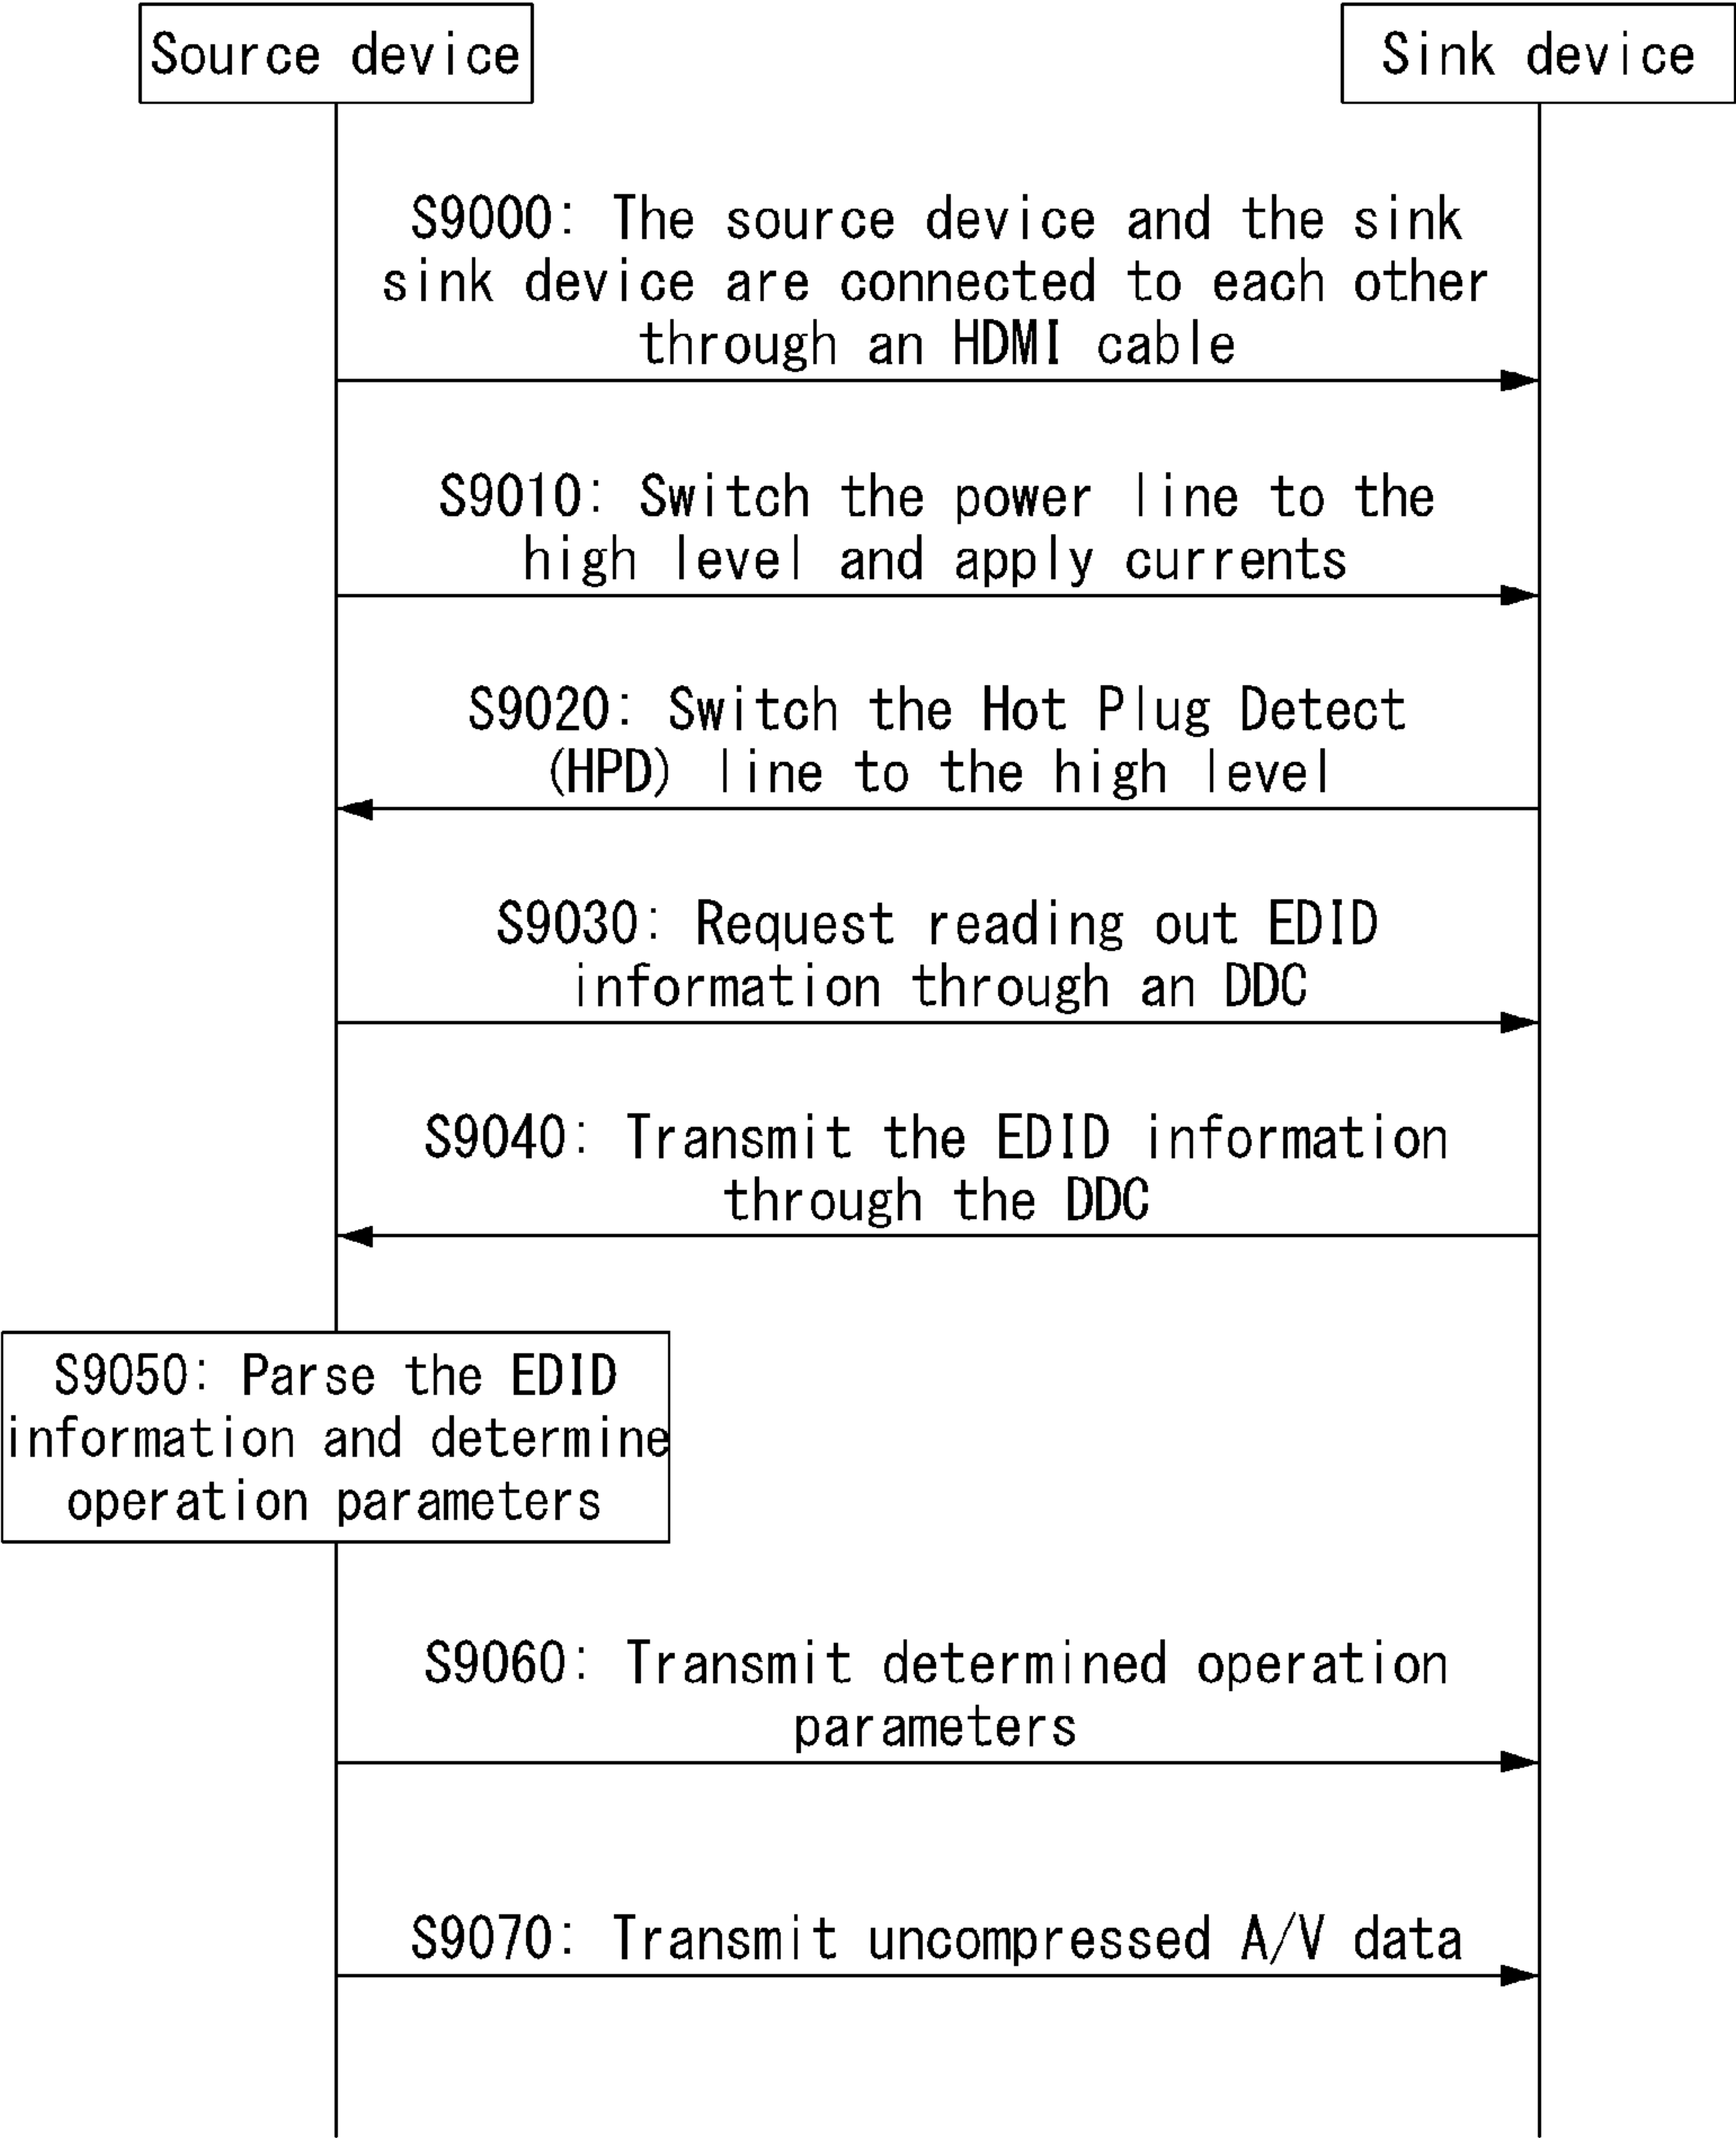 Source device
Sink device
S9000: The source device and the sink
sink device are connected to each other
through an HDMI cable
S9010: Switch the power line to the
high level and apply currents
S9020: Switch the Hot Plug Detect
(HPD) line to the high level
S9030: Request reading out EDID
information through an DDC
S9040: Transmit the EDID information
through the DDC
S9050: Parse the EDID
information and determine
operation parameters
S9060: Transmit determined operation
parameters
S9070: Transmit uncompressed A/V data